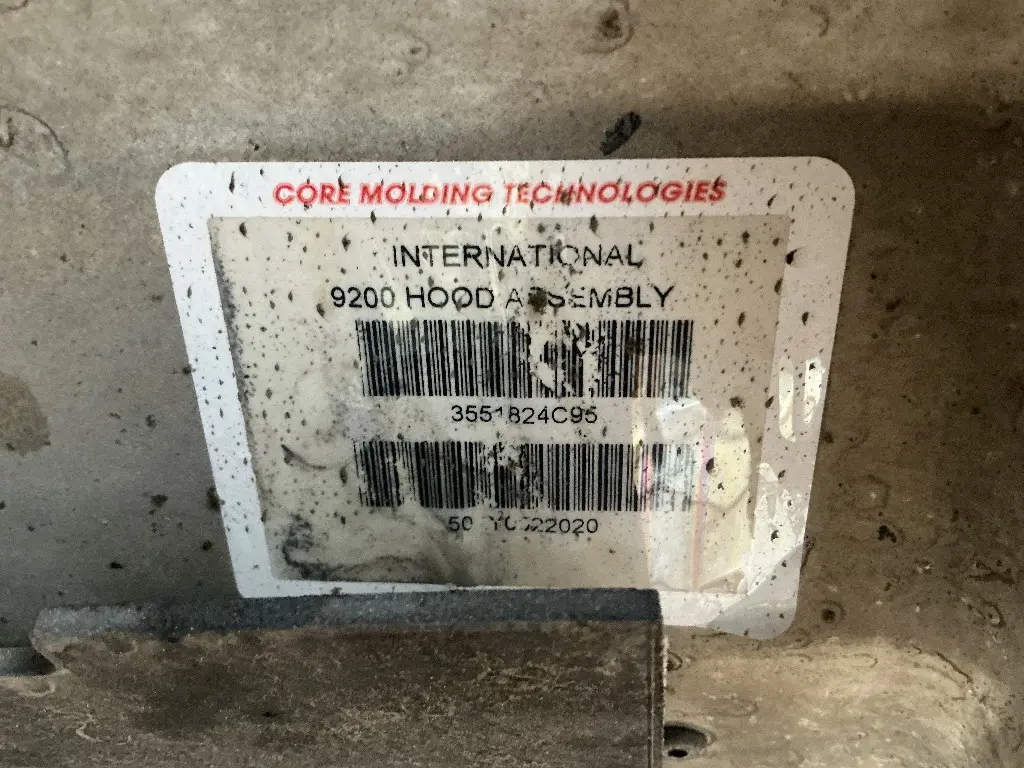 CORE MOLDING TECHNOLOGIES
INTERNATIONAL
9200 HOOD ASSEMBLY
3551824C95